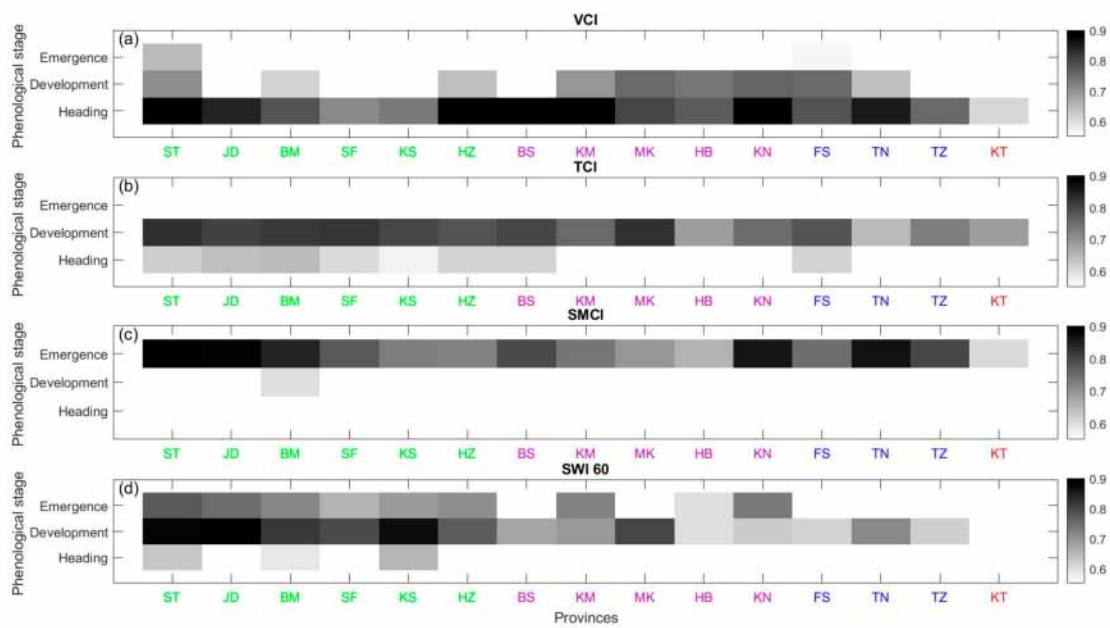 VCI
(a)
Phenological stage
Emergence
Development
Heading
0.9
0.8
0.7
0.6
ST JD BM SF KS HZ BS KM MK HB KN FS TN TZ KT
TCI
(b)
Phenological stage
Emergence
Development
Heading
0.9
0.8
0.7
0.6
ST JD BM SF KS HZ BS KM MK HB KN FS TN TZ KT
SMCI
(c)
Phenological stage
Emergence
Development
Heading
0.9
0.8
0.7
0.6
ST JD BM SF KS HZ BS KM MK HB KN FS TN TZ KT
SWI 60
(d)
Phenological stage
Emergence
Development
Heading
0.9
0.8
0.7
0.6
ST JD BM SF KS HZ BS KM MK HB KN FS TN TZ KT
Provinces